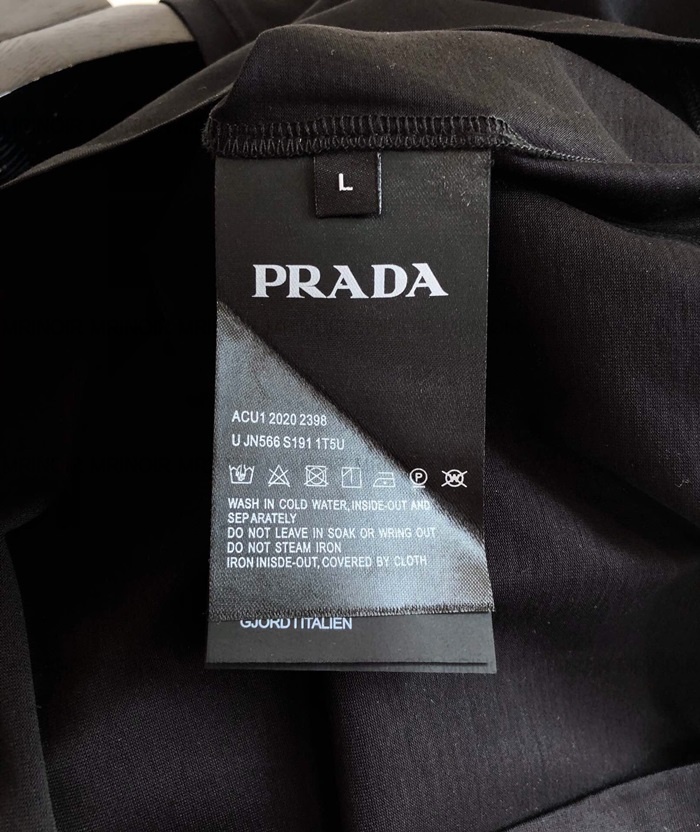 L
PRADA
ACU1 2020 2398
U JN566 S191 1T5U
P
W
WASH IN COLD WATER, INSIDE-OUT AND
SEPARATELY
DO NOT LEAVE IN SOAK OR WRING OUT
DO NOT STEAM IRON
IRON INISDE-OUT, COVERED BY CLOTH
GJORD I ITALIEN